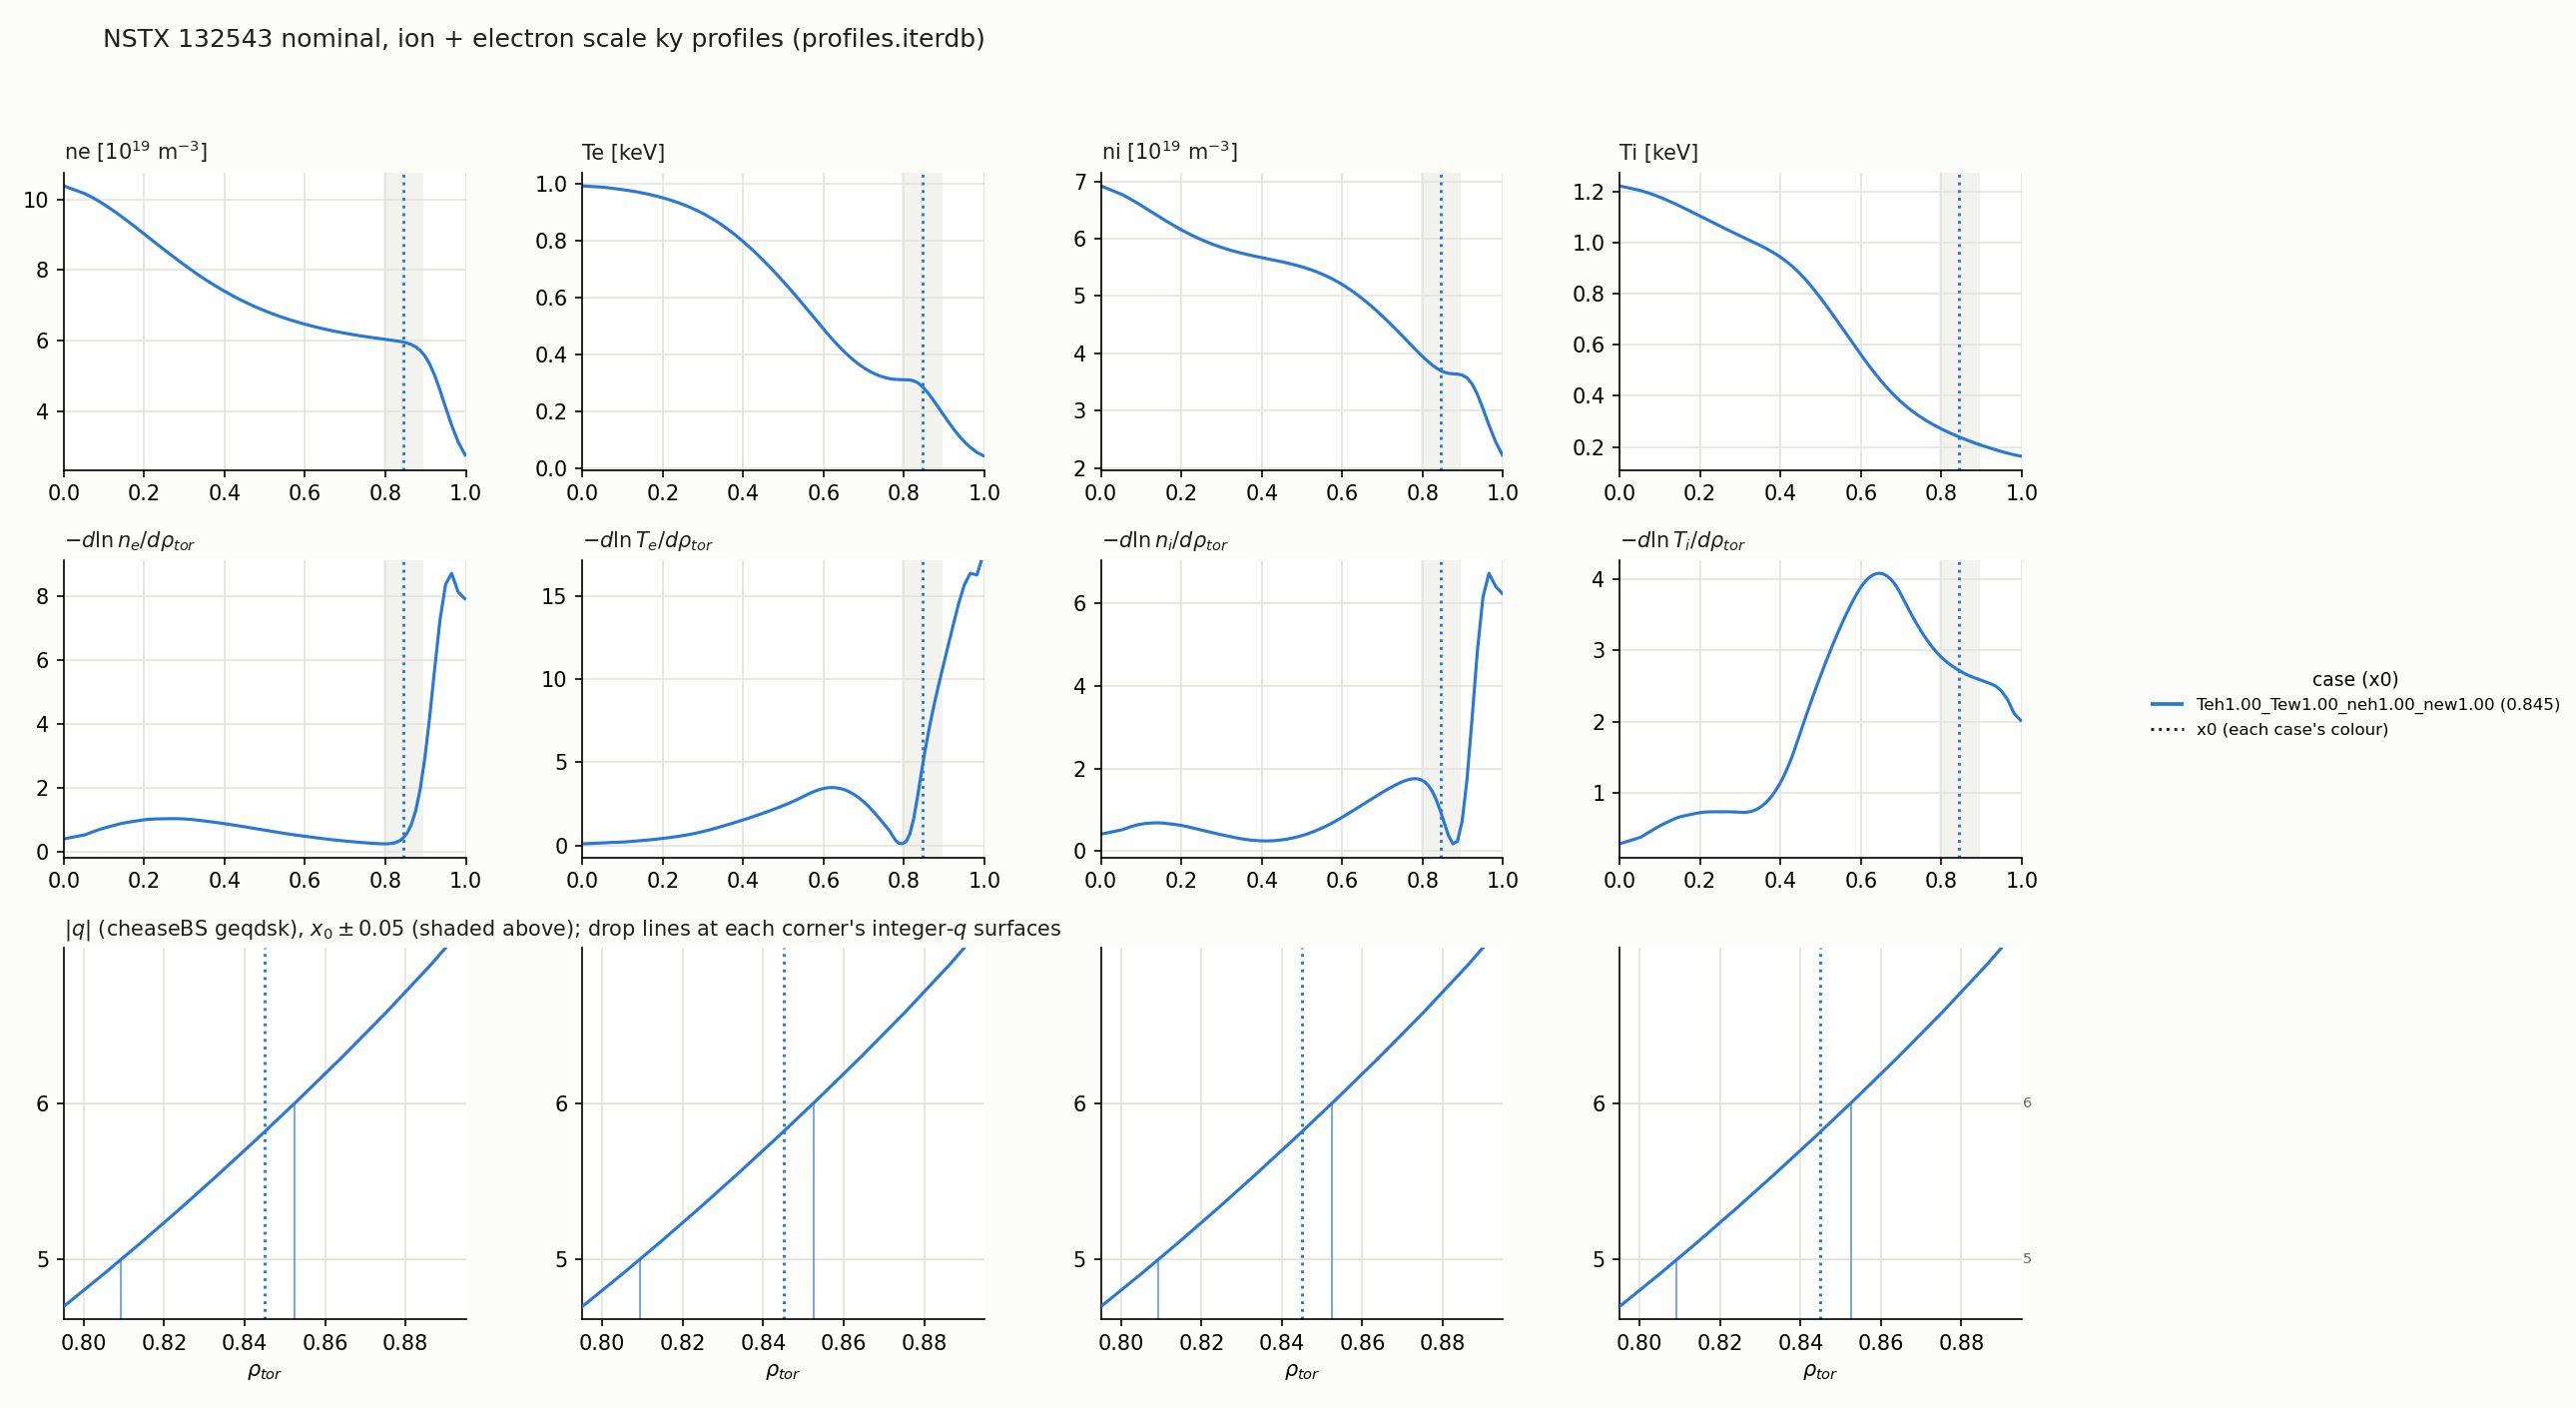 NSTX 132543 nominal, ion + electron scale ky profiles (profiles.iterdb)
ne [10¹⁹ m⁻³]
Te [keV]
ni [10¹⁹ m⁻³]
Ti [keV]
10
8
6
4
0.0 0.2 0.4 0.6 0.8 1.0
1.0
0.8
0.6
0.4
0.2
0.0
0.0 0.2 0.4 0.6 0.8 1.0
7
6
5
4
3
2
0.0 0.2 0.4 0.6 0.8 1.0
1.2
1.0
0.8
0.6
0.4
0.2
0.0 0.2 0.4 0.6 0.8 1.0
−d ln nₑ/dρ_tor
−d ln Tₑ/dρ_tor
−d ln nᵢ/dρ_tor
−d ln Tᵢ/dρ_tor
8
6
4
2
0
0.0 0.2 0.4 0.6 0.8 1.0
15
10
5
0
0.0 0.2 0.4 0.6 0.8 1.0
6
4
2
0
0.0 0.2 0.4 0.6 0.8 1.0
4
3
2
1
0.0 0.2 0.4 0.6 0.8 1.0
case (x0)
Teh1.00_Tew1.00_neh1.00_new1.00 (0.845)
x0 (each case's colour)
|q| (cheaseBS geqdsk), x₀ ± 0.05 (shaded above); drop lines at each corner's integer-q surfaces
6
5
0.80 0.82 0.84 0.86 0.88
ρ_tor
6
5
0.80 0.82 0.84 0.86 0.88
ρ_tor
6
5
0.80 0.82 0.84 0.86 0.88
ρ_tor
6
5
6
5
0.80 0.82 0.84 0.86 0.88
ρ_tor